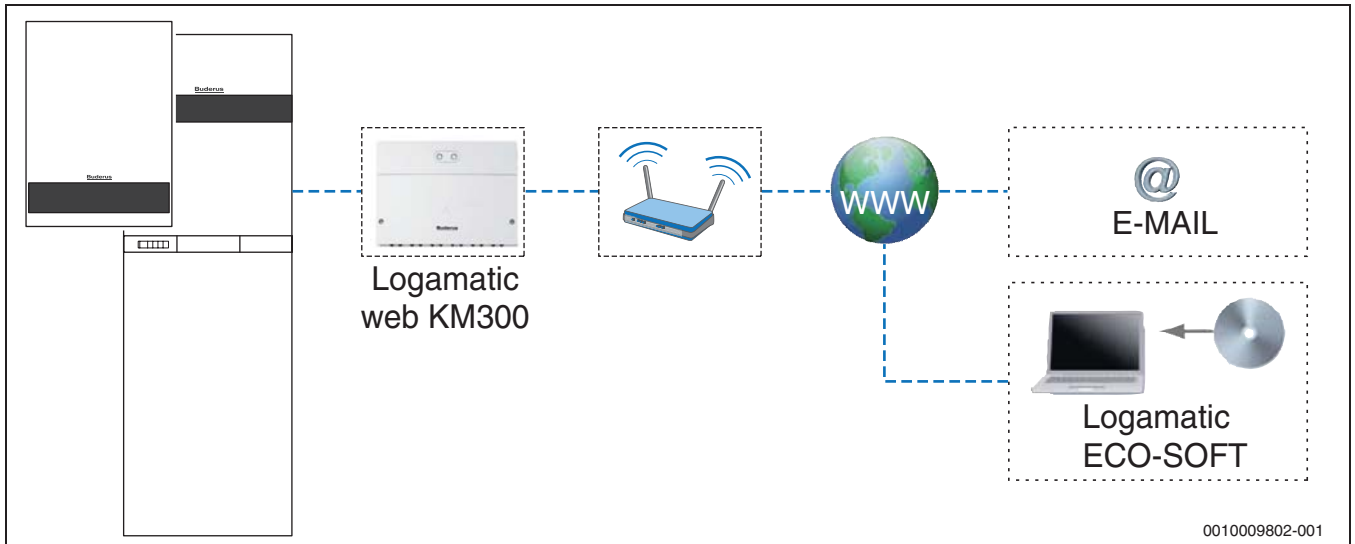 Buderus
Buderus
Buderus
Logamatic
web KM300
WWW
@
E-MAIL
Logamatic
ECO-SOFT
0010009802-001